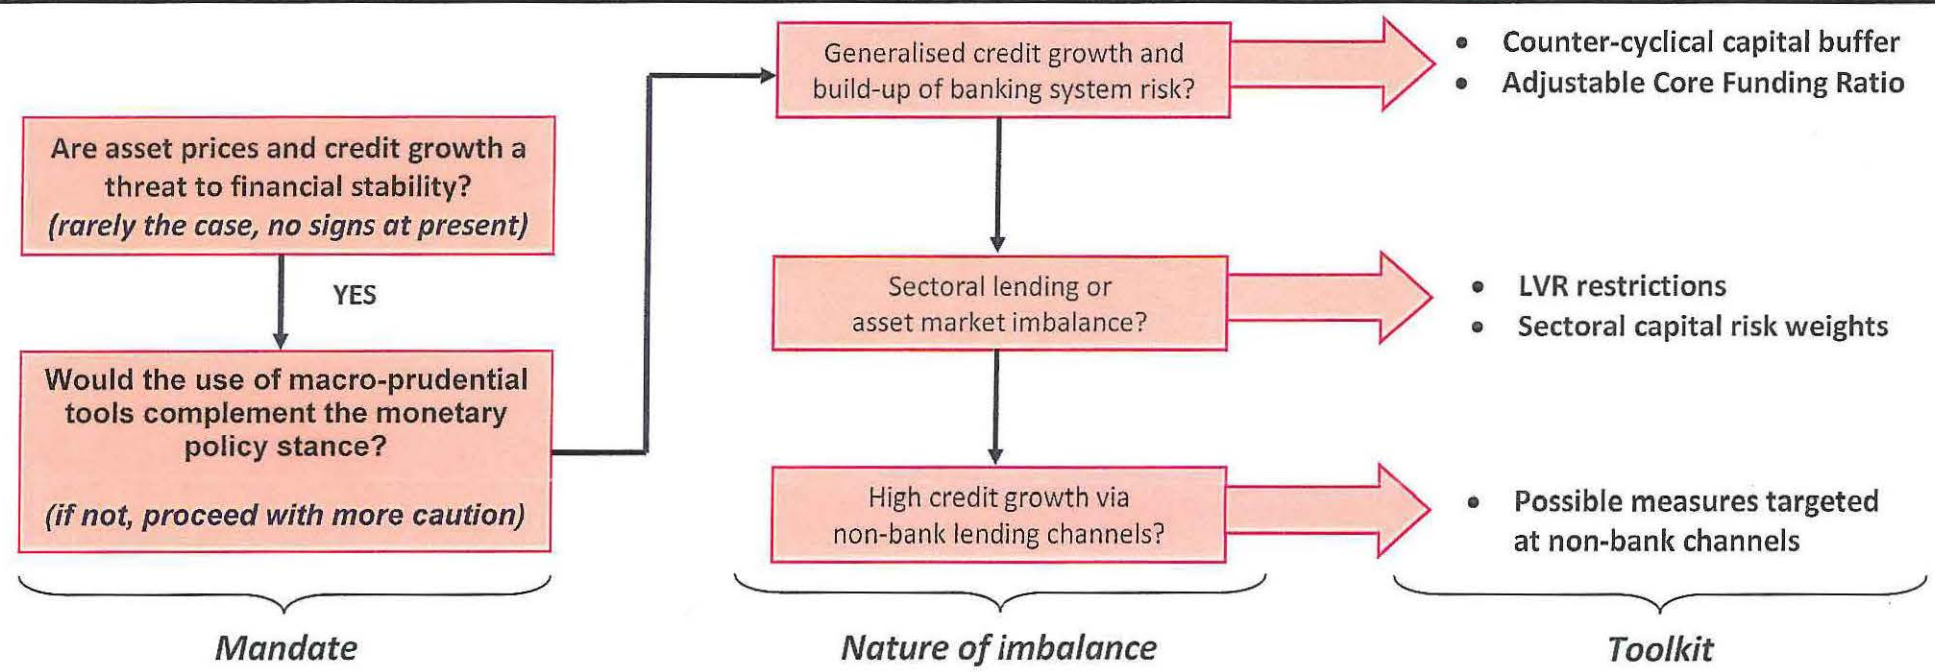 Are asset prices and credit growth a
threat to financial stability?
(rarely the case, no signs at present)
YES
Would the use of macro-prudential
tools complement the monetary
policy stance?
(if not, proceed with more caution)
Mandate
Generalised credit growth and
build-up of banking system risk?
Sectoral lending or
asset market imbalance?
High credit growth via
non-bank lending channels?
Nature of imbalance
• Counter-cyclical capital buffer
• Adjustable Core Funding Ratio
• LVR restrictions
• Sectoral capital risk weights
• Possible measures targeted
at non-bank channels
Toolkit